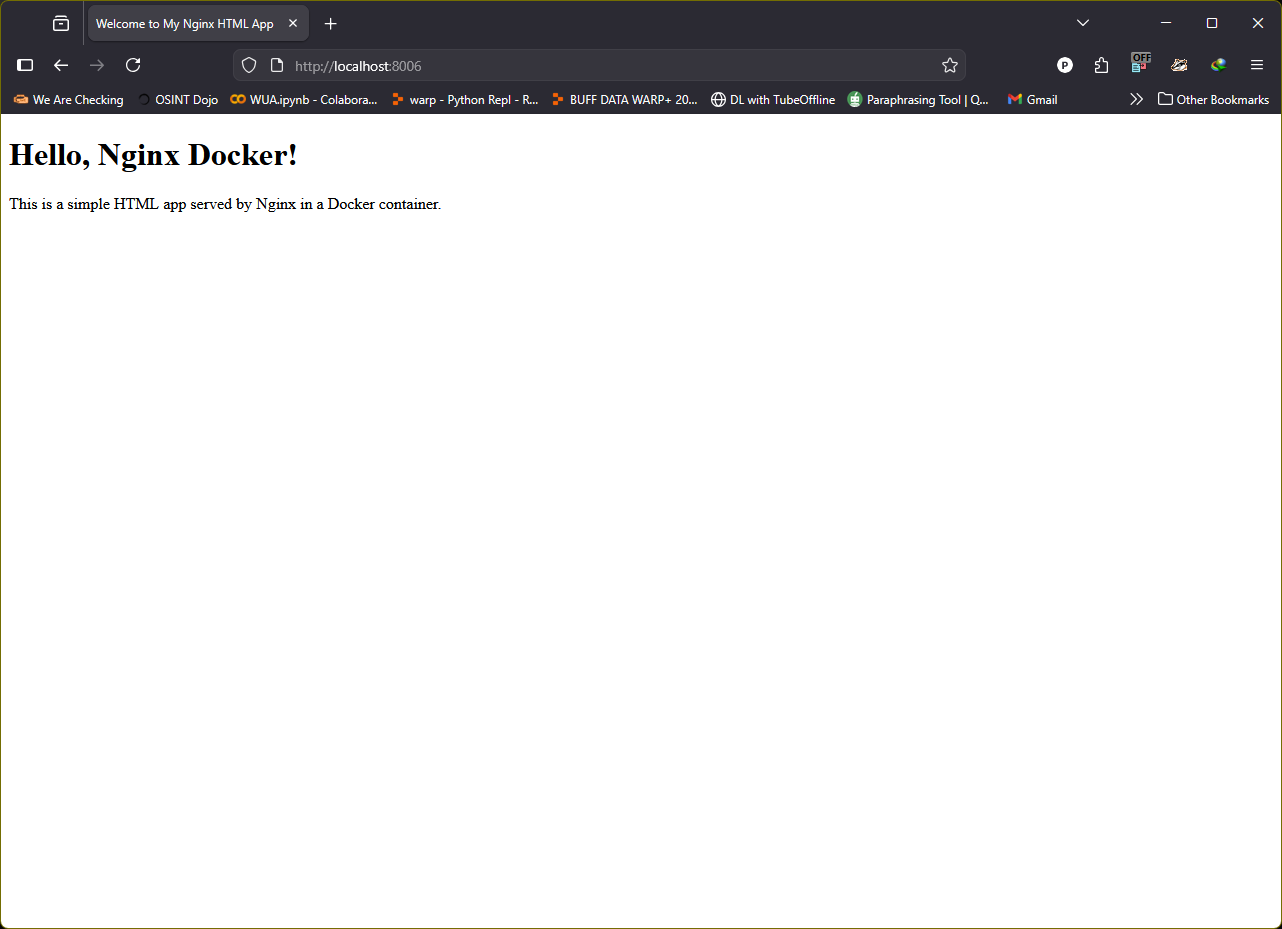 Welcome to My Nginx HTML App
http://localhost:8006
P
OFF
We Are Checking
OSINT Dojo
WUA.ipynb - Colabora...
warp - Python Repl - R...
BUFF DATA WARP+ 20...
DL with TubeOffline
Paraphrasing Tool | Q...
Gmail
Other Bookmarks
Hello, Nginx Docker!
This is a simple HTML app served by Nginx in a Docker container.